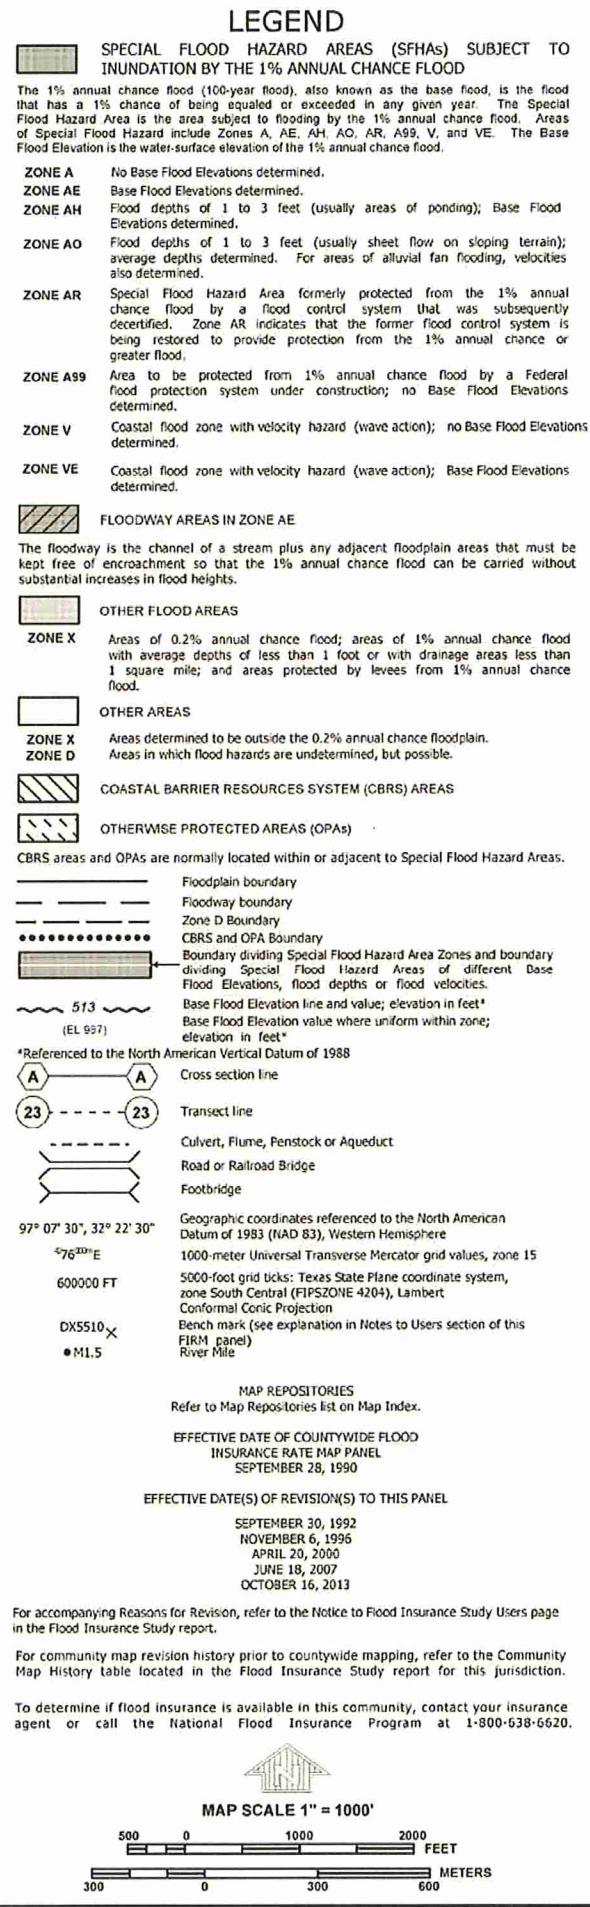 LEGEND
SPECIAL FLOOD HAZARD AREAS (SFHAs) SUBJECT TO
INUNDATION BY THE 1% ANNUAL CHANCE FLOOD
The 1% annual chance flood (100-year flood), also known as the base flood, is the flood
that has a 1% chance of being equaled or exceeded in any given year. The Special
Flood Hazard Area is the area subject to flooding by the 1% annual chance flood. Areas
of Special Flood Hazard include Zones A, AE, AH, AO, AR, A99, V, and VE. The Base
Flood Elevation is the water-surface elevation of the 1% annual chance flood.
ZONE A No Base Flood Elevations determined.
ZONE AE Base Flood Elevations determined.
ZONE AH Flood depths of 1 to 3 feet (usually areas of ponding); Base Flood
Elevations determined.
ZONE AO Flood depths of 1 to 3 feet (usually sheet flow on sloping terrain);
average depths determined. For areas of alluvial fan flooding, velocities
also determined.
ZONE AR Special Flood Hazard Area formerly protected from the 1% annual
chance flood by a flood control system that was subsequently
decertified. Zone AR indicates that the former flood control system is
being restored to provide protection from the 1% annual chance or
greater flood.
ZONE A99 Area to be protected from 1% annual chance flood by a Federal
flood protection system under construction; no Base Flood Elevations
determined.
ZONE V Coastal flood zone with velocity hazard (wave action); no Base Flood Elevations
determined.
ZONE VE Coastal flood zone with velocity hazard (wave action); Base Flood Elevations
determined.
FLOODWAY AREAS IN ZONE AE
The floodway is the channel of a stream plus any adjacent floodplain areas that must be
kept free of encroachment so that the 1% annual chance flood can be carried without
substantial increases in flood heights.
OTHER FLOOD AREAS
ZONE X Areas of 0.2% annual chance flood; areas of 1% annual chance flood
with average depths of less than 1 foot or with drainage areas less than
1 square mile; and areas protected by levees from 1% annual chance
flood.
OTHER AREAS
ZONE X Areas determined to be outside the 0.2% annual chance floodplain.
ZONE D Areas in which flood hazards are undetermined, but possible.
COASTAL BARRIER RESOURCES SYSTEM (CBRS) AREAS
OTHERWISE PROTECTED AREAS (OPAs)
CBRS areas and OPAs are normally located within or adjacent to Special Flood Hazard Areas.
Floodplain boundary
Floodway boundary
Zone D Boundary
CBRS and OPA Boundary
Boundary dividing Special Flood Hazard Area Zones and boundary
dividing Special Flood Hazard Areas of different Base
Flood Elevations, flood depths or flood velocities.
513 Base Flood Elevation line and value; elevation in feet*
(EL 987) Base Flood Elevation value where uniform within zone;
elevation in feet*
*Referenced to the North American Vertical Datum of 1988
A A Cross section line
23 23 Transect line
Culvert, Flume, Penstock or Aqueduct
Road or Railroad Bridge
Footbridge
97° 07' 30", 32° 22' 30" Geographic coordinates referenced to the North American
Datum of 1983 (NAD 83), Western Hemisphere
1000-meter Universal Transverse Mercator grid values, zone 15
600000 FT 5000-foot grid ticks: Texas State Plane coordinate system,
zone South Central (FIPSZONE 4204), Lambert
Conformal Conic Projection
DX5510 X Bench mark (see explanation in Notes to Users section of this
FIRM panel)
● M1.5 River Mile
MAP REPOSITORIES
Refer to Map Repositories list on Map Index.
EFFECTIVE DATE OF COUNTYWIDE FLOOD
INSURANCE RATE MAP PANEL
SEPTEMBER 28, 1990
EFFECTIVE DATE(S) OF REVISION(S) TO THIS PANEL
SEPTEMBER 30, 1992
NOVEMBER 6, 1996
APRIL 20, 2000
JUNE 18, 2007
OCTOBER 16, 2013
For accompanying Reasons for Revision, refer to the Notice to Flood Insurance Study Users page
in the Flood Insurance Study report.
For community map revision history prior to countywide mapping, refer to the Community
Map History table located in the Flood Insurance Study report for this jurisdiction.
To determine if flood insurance is available in this community, contact your insurance
agent or call the National Flood Insurance Program at 1-800-638-6620.
N
MAP SCALE 1" = 1000'
500 0 1000 2000
FEET
METERS
300 0 300 600